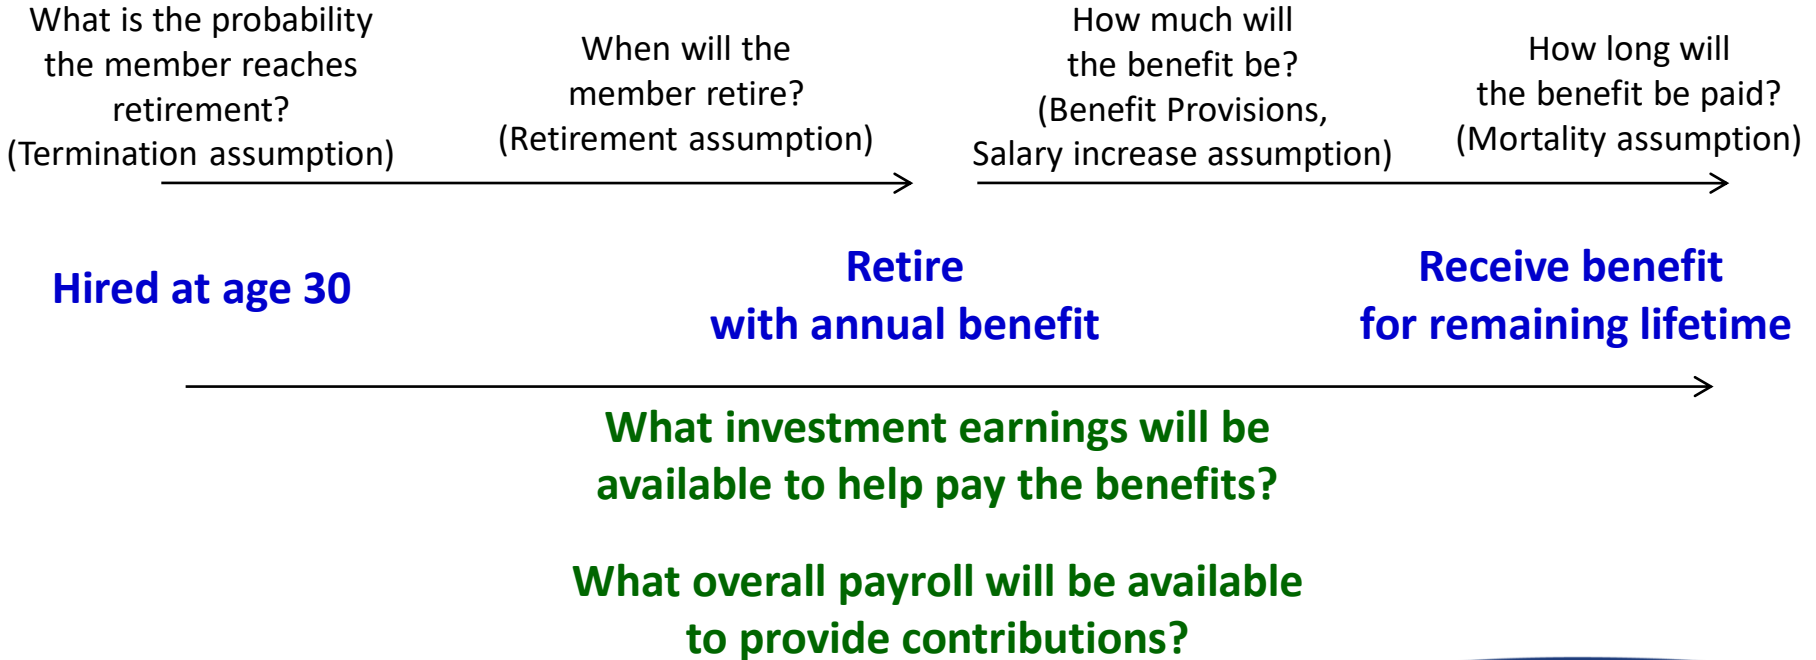 What is the probability
the member reaches
retirement?
(Termination assumption)
When will the
member retire?
(Retirement assumption)
How much will
the benefit be?
(Benefit Provisions,
Salary increase assumption)
How long will
the benefit be paid?
(Mortality assumption)
Hired at age 30
Retire
with annual benefit
Receive benefit
for remaining lifetime
What investment earnings will be
available to help pay the benefits?
What overall payroll will be available
to provide contributions?